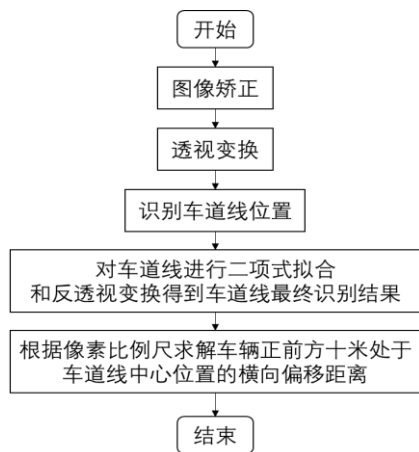 开始
图像矫正
透视变换
识别车道线位置
对车道线进行二项式拟合
和反透视变换得到车道线最终识别结果
根据像素比例尺求解车辆正前方十米处于
车道线中心位置的横向偏移距离
结束